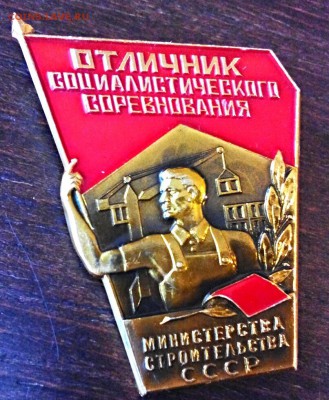 ОТЛИЧНИК
СОЦИАЛИСТИЧЕСКОГО
СОРЕВНОВАНИЯ
МИНИСТЕРСТВА
СТРОИТЕЛЬСТВА
СССР